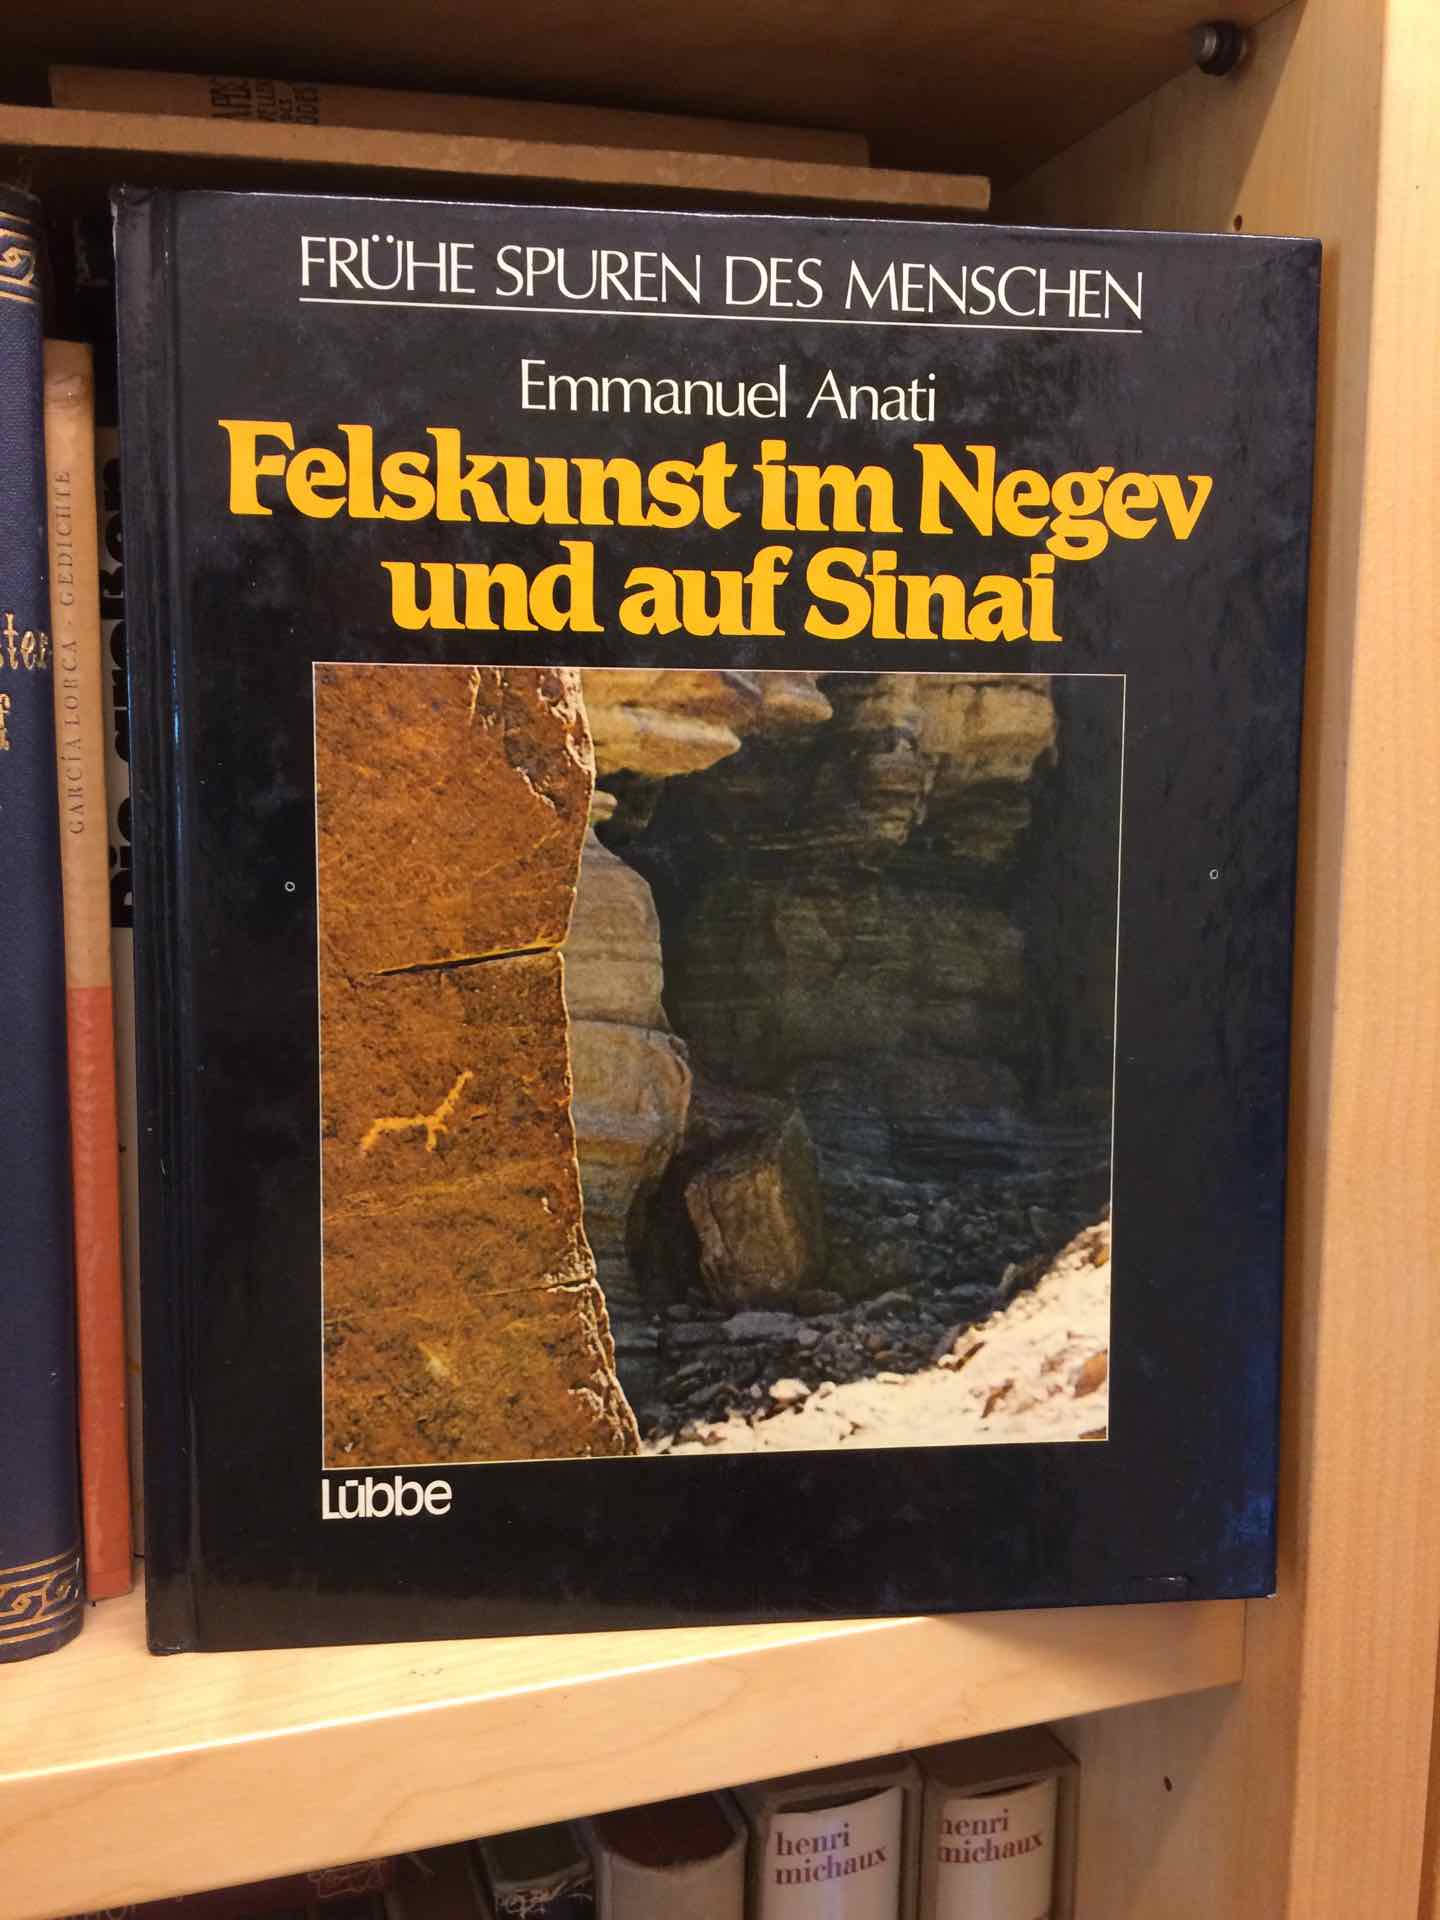 FRÜHE SPUREN DES MENSCHEN
Emmanuel Anati
Felskunst im Negev
und auf Sinai
Lübbe
GARCÍA LORCA - GEDICHTE
henri
michaux
henri
michaux